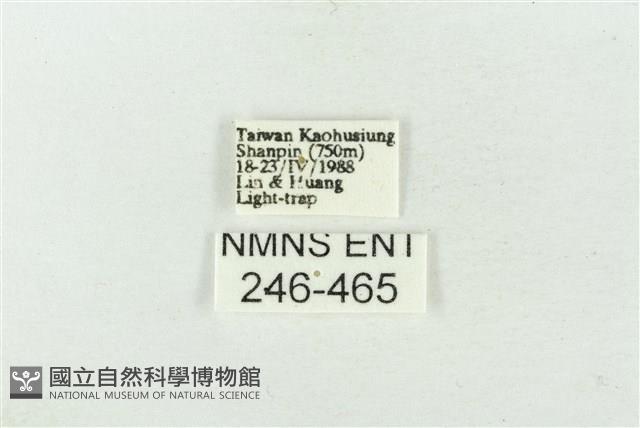 Taiwan Kaohusiung
Shanpin (750m)
18-23/IV/1988
Lin & Huang
Light-trap
NMNS ENT
246-465
國立自然科學博物館
NATIONAL MUSEUM OF NATURAL SCIENCE